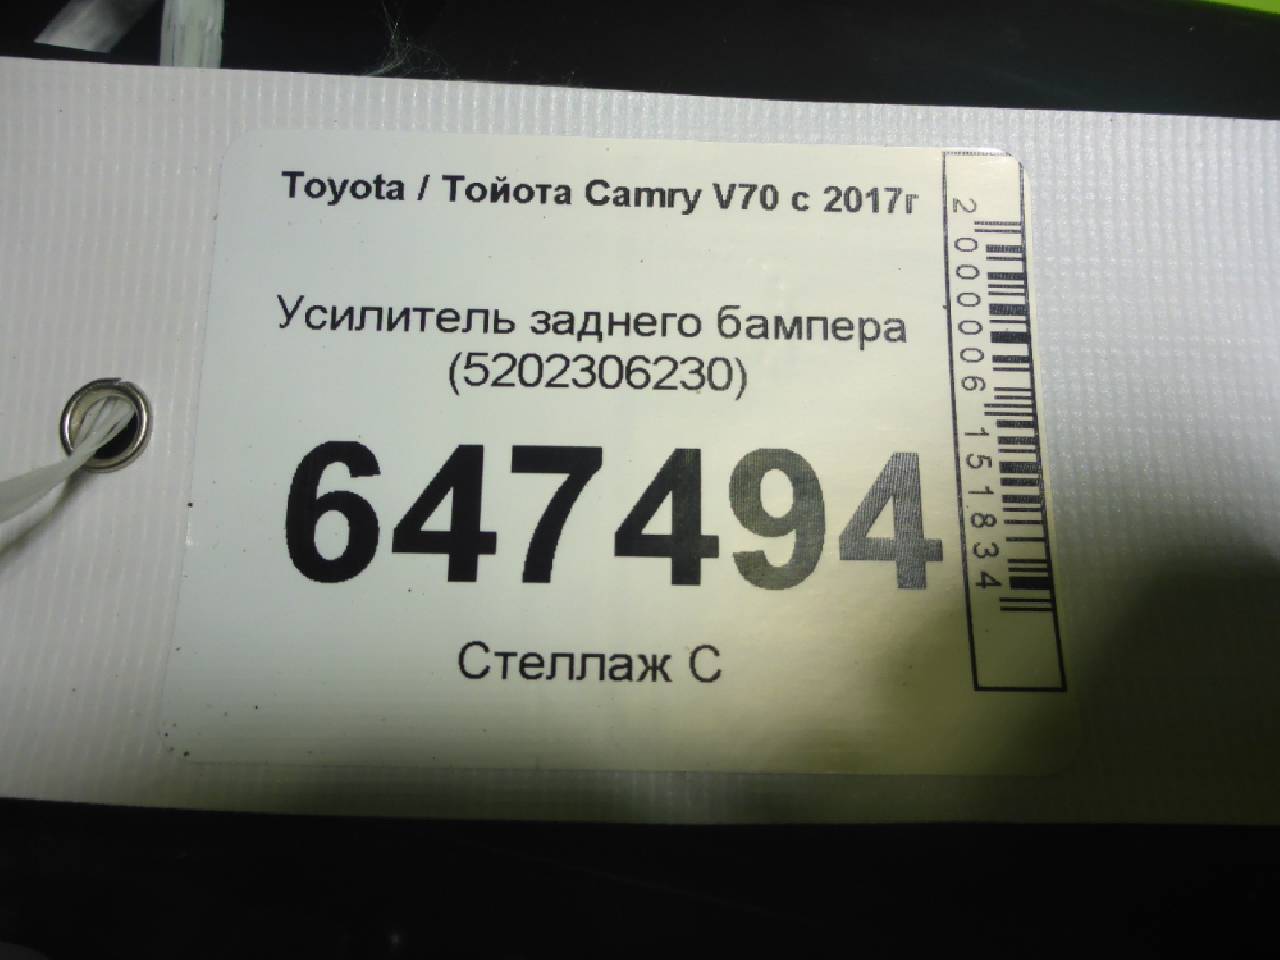 Toyota / Тойота Camry V70 с 2017г
Усилитель заднего бампера
(5202306230)
647494
Стеллаж С
2000006151834